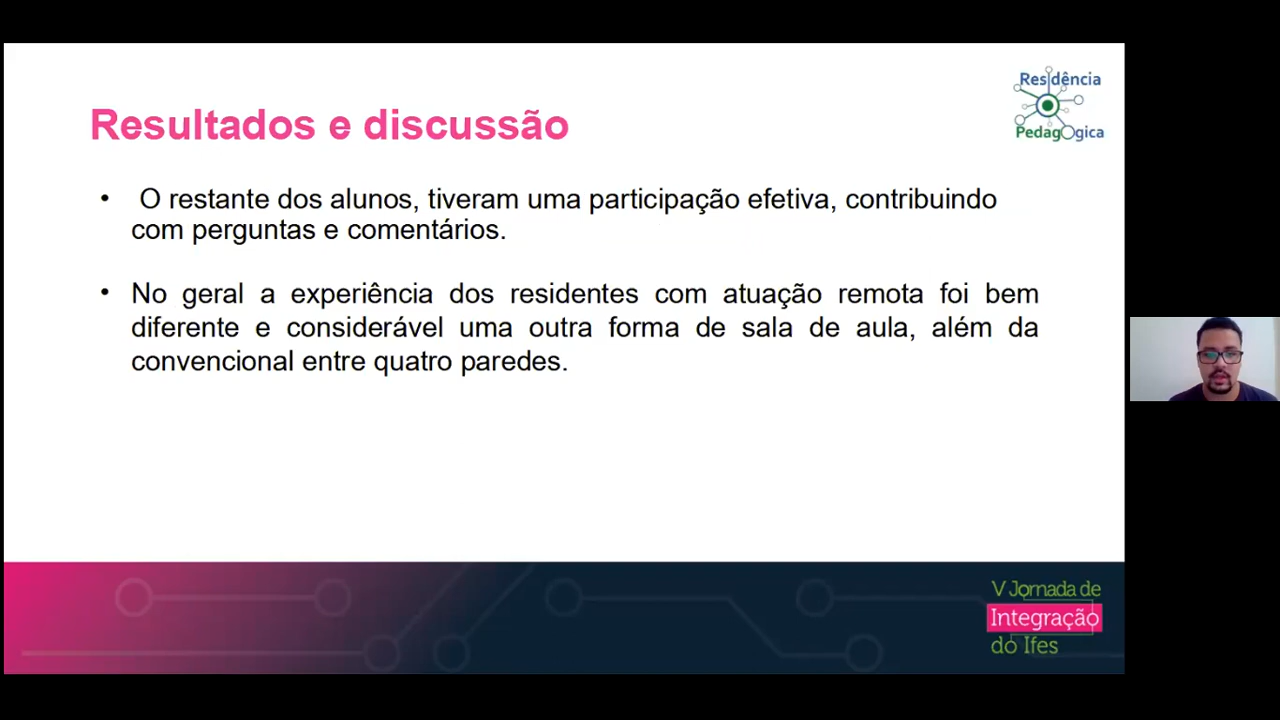 Residência
PedagOgica
Resultados e discussão
• O restante dos alunos, tiveram uma participação efetiva, contribuindo
com perguntas e comentários.
• No geral a experiência dos residentes com atuação remota foi bem
diferente e considerável uma outra forma de sala de aula, além da
convencional entre quatro paredes.
V Jornada de
Integração
do Ifes